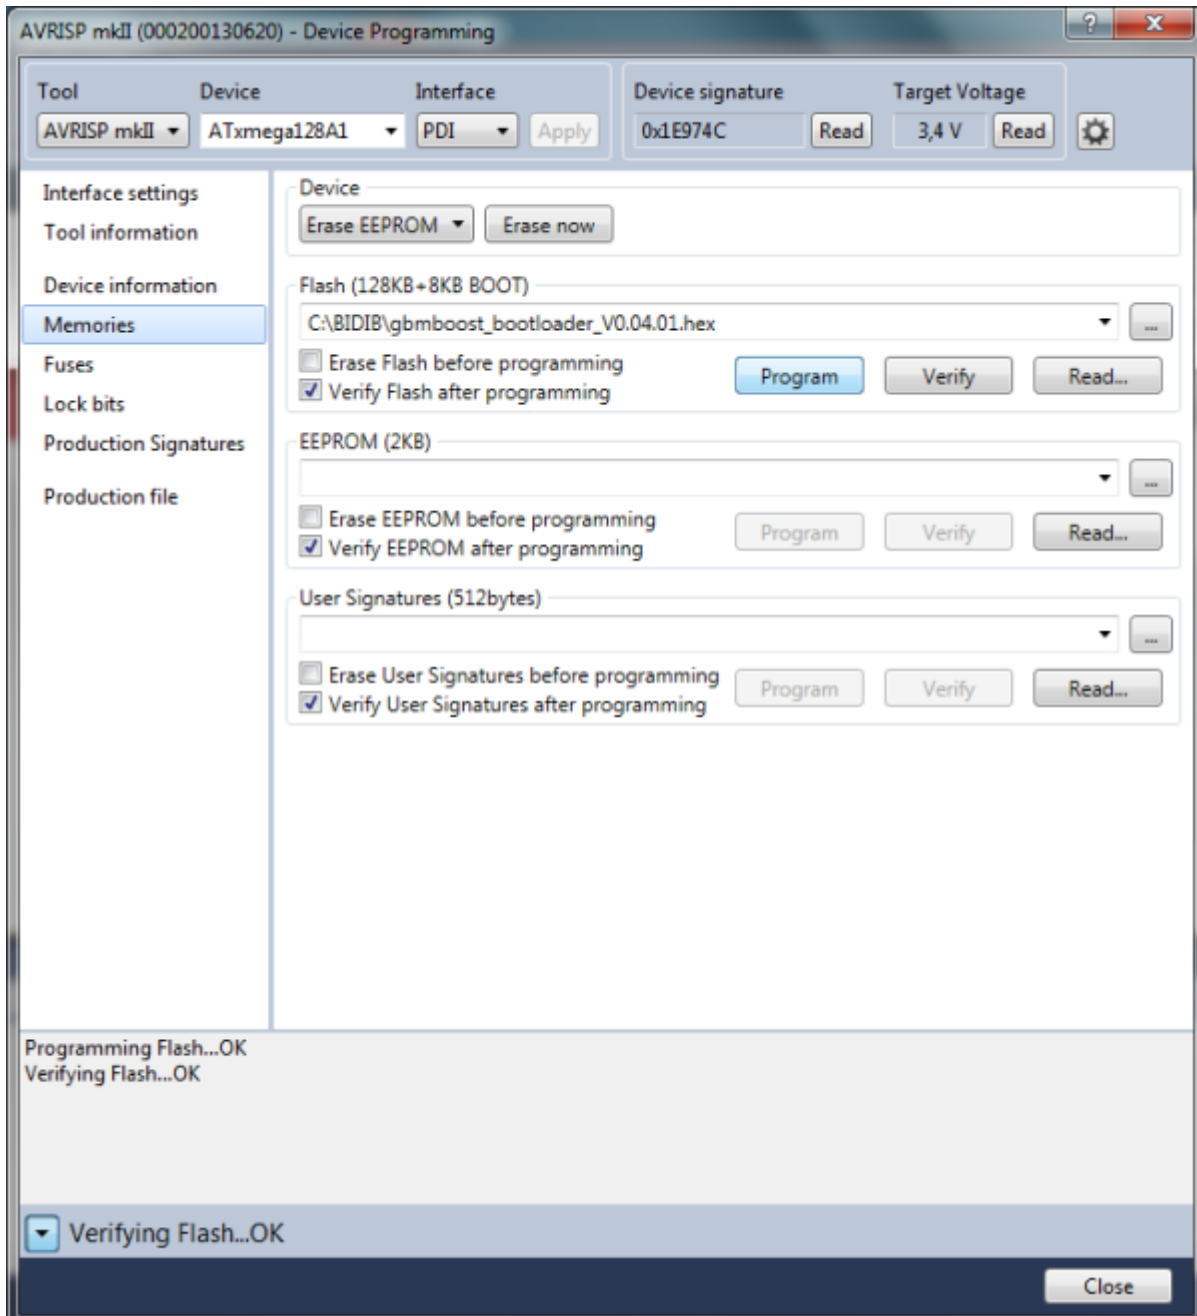 AVRISP mkII (000200130620) - Device Programming
?
X
Tool Device Interface Device signature Target Voltage
AVRISP mkII ATxmega128A1 PDI Apply 0x1E974C Read 3,4 V Read
Interface settings
Tool information
Device information
Memories
Fuses
Lock bits
Production Signatures
Production file
Device
Erase EEPROM Erase now
Flash (128KB+8KB BOOT)
C:\BIDIB\gbmboost_bootloader_V0.04.01.hex ...
Erase Flash before programming
Verify Flash after programming
Program Verify Read...
EEPROM (2KB)
...
Erase EEPROM before programming
Verify EEPROM after programming
Program Verify Read...
User Signatures (512bytes)
...
Erase User Signatures before programming
Verify User Signatures after programming
Program Verify Read...
Programming Flash...OK
Verifying Flash...OK
Verifying Flash...OK
Close